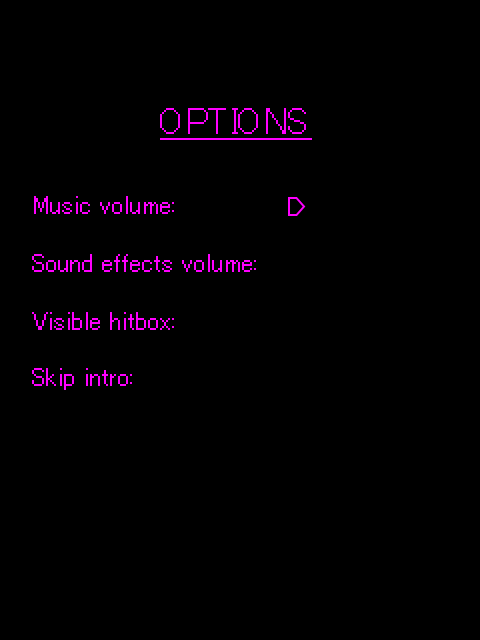 OPTIONS
Music volume:
Sound effects volume:
Visible hitbox:
Skip intro: